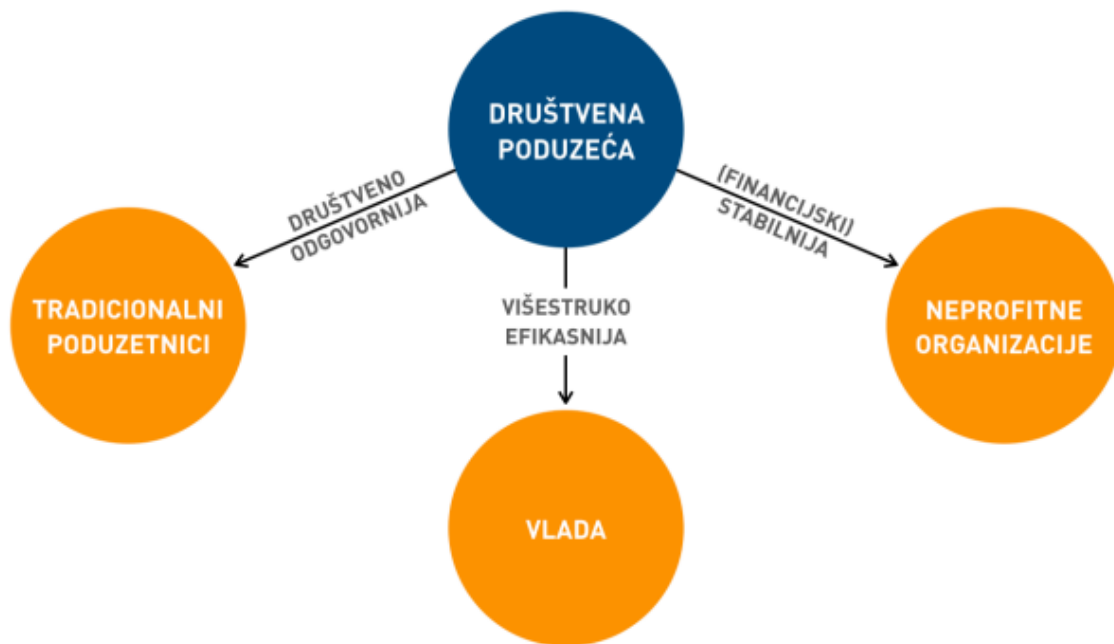 DRUŠTVENA
PODUZEĆA
DRUŠTVENO
ODGOVORNIJA
(FINANCIJSKI)
STABILNIJA
VIŠESTRUKO
EFIKASNIJA
TRADICIONALNI
PODUZETNICI
NEPROFITNE
ORGANIZACIJE
VLADA